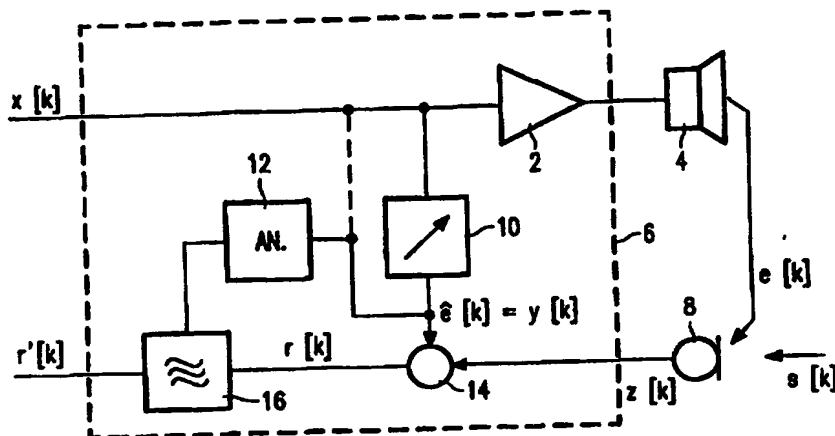 x [k]
2
4
12
AN.
10
6
e [k]
ê [k] = y [k]
8
r'[k]
r [k]
14
16
z [k]
s [k]